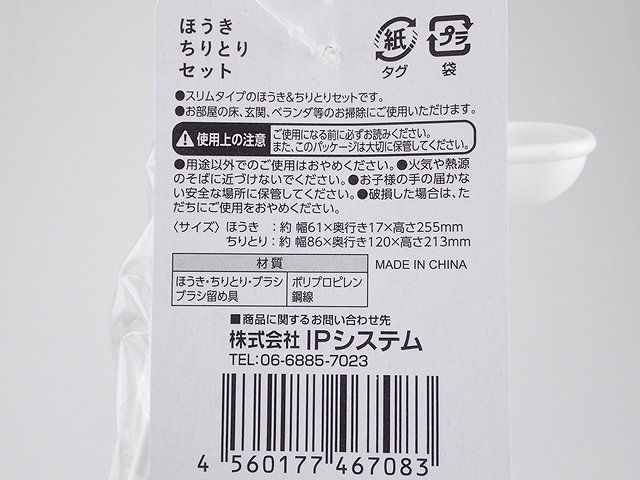 ほうき
ちりとり
セット
紙
タグ
プラ
袋
●スリムタイプのほうき&ちりとりセットです。
●お部屋の床、玄関、ベランダ等のお掃除にご使用いただけます。
使用上の注意
ご使用になる前に必ずお読みください。
また、このパッケージは大切に保管してください。
●用途以外でのご使用はおやめください。●火気や熱源
のそばに近づけないでください。●お子様の手の届かな
い安全な場所に保管してください。●破損した場合は、た
だちにご使用をおやめください。
〈サイズ〉ほうき :約 幅61×奥行き17×高さ255mm
ちりとり:約 幅86×奥行き120×高さ213mm
材質
ほうき・ちりとり・ブラシ ポリプロピレン
ブラシ留め具 鋼線
MADE IN CHINA
■商品に関するお問い合わせ先
株式会社 IPシステム
TEL:06-6885-7023
4 560177 467083